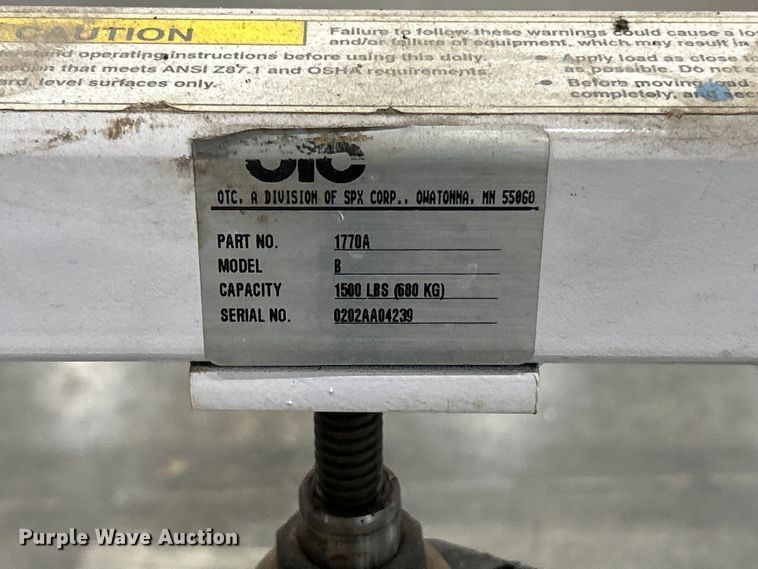 CAUTION
and operating instructions before using this dolly.
that meets ANSI Z87.1 and OSHA requirements.
level surfaces only.
Failure to follow these warnings could cause a
and/or failure of equipment, which may result in
• Apply load as close
as possible. Do not
• Before moving
completely, and
OTC
OTC, A DIVISION OF SPX CORP., OWATONNA, MN 55060
PART NO. 1770A
MODEL B
CAPACITY 1500 LBS (680 KG)
SERIAL NO. 0202AA04239
Purple Wave Auction®